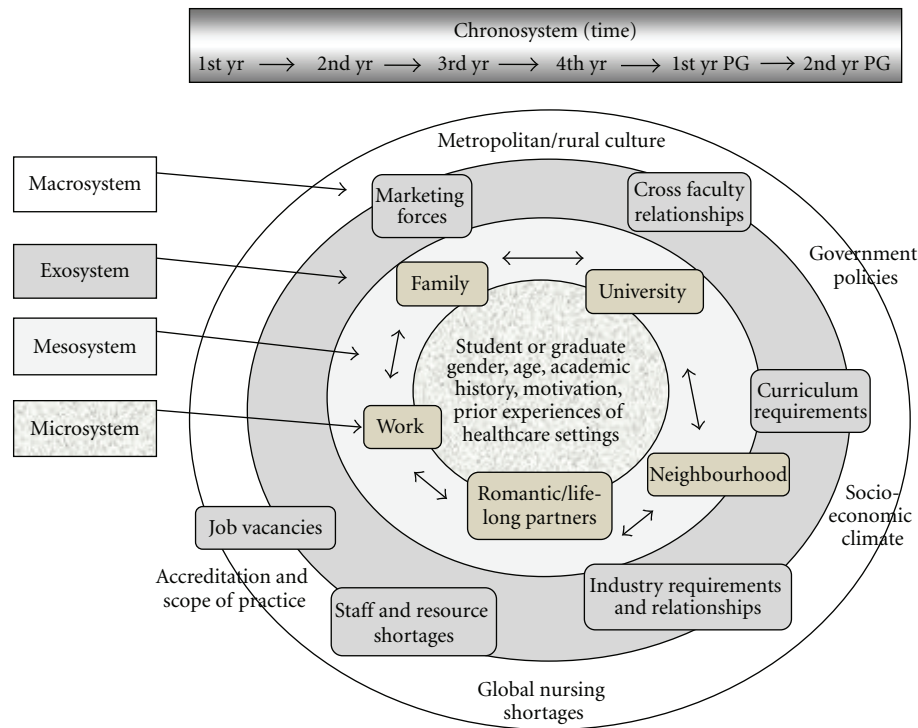 Chronosystem (time)
1st yr → 2nd yr → 3rd yr → 4th yr → 1st yr PG → 2nd yr PG
Metropolitan/rural culture
Macrosystem
Exosystem
Mesosystem
Microsystem
Marketing
forces
Cross faculty
relationships
Government
policies
Family
University
Student or graduate
gender, age, academic
history, motivation,
prior experiences of
healthcare settings
Curriculum
requirements
Work
Neighbourhood
Romantic/life-
long partners
Socio-
economic
climate
Job vacancies
Accreditation and
scope of practice
Staff and resource
shortages
Industry requirements
and relationships
Global nursing
shortages